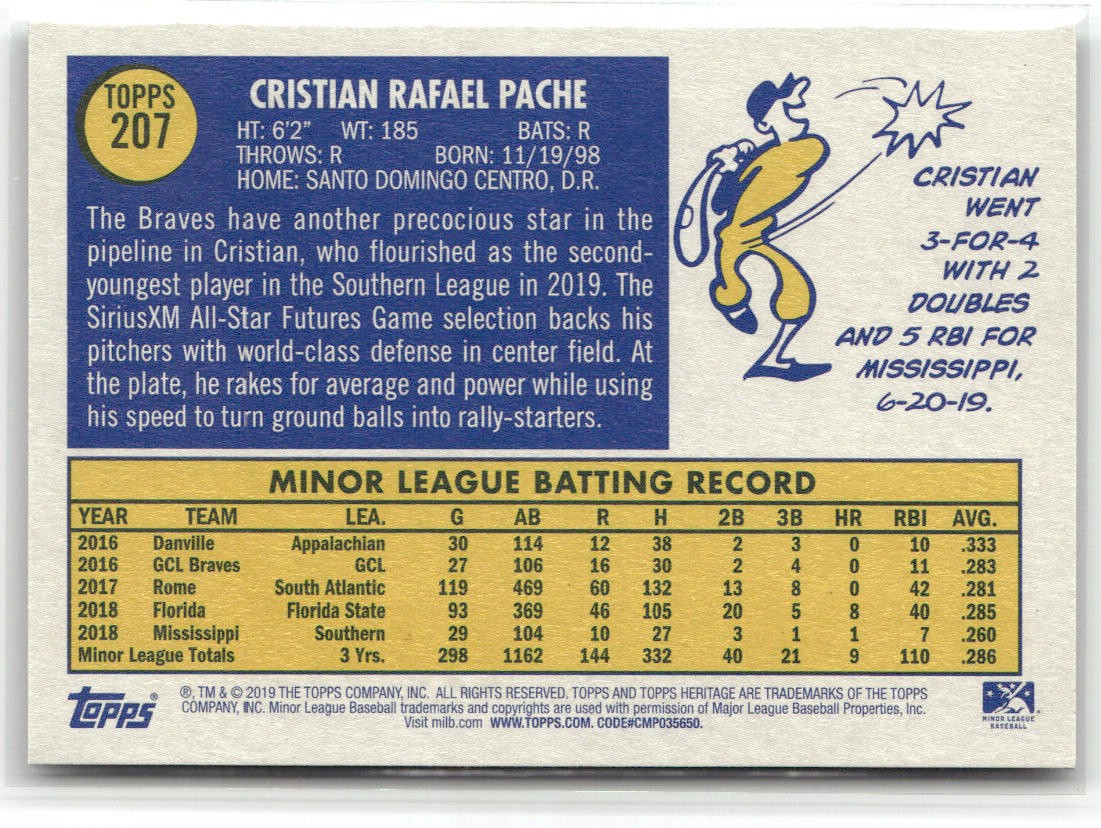 TOPPS
207
CRISTIAN RAFAEL PACHE
HT: 6'2" WT: 185 BATS: R
THROWS: R BORN: 11/19/98
HOME: SANTO DOMINGO CENTRO, D.R.
The Braves have another precocious star in the
pipeline in Cristian, who flourished as the second-
youngest player in the Southern League in 2019. The
SiriusXM All-Star Futures Game selection backs his
pitchers with world-class defense in center field. At
the plate, he rakes for average and power while using
his speed to turn ground balls into rally-starters.
CRISTIAN
WENT
3-FOR-4
WITH 2
DOUBLES
AND 5 RBI FOR
MISSISSIPPI,
6-20-19.
MINOR LEAGUE BATTING RECORD
YEAR TEAM LEA. G AB R H 2B 3B HR RBI AVG.
2016 Danville Appalachian 30 114 12 38 2 3 0 10 .333
2016 GCL Braves GCL 27 106 16 30 2 4 0 11 .283
2017 Rome South Atlantic 119 469 60 132 13 8 0 42 .281
2018 Florida Florida State 93 369 46 105 20 5 8 40 .285
2018 Mississippi Southern 29 104 10 27 3 1 1 7 .260
Minor League Totals 3 Yrs. 298 1162 144 332 40 21 9 110 .286
Topps®
®, TM & © 2019 THE TOPPS COMPANY, INC. ALL RIGHTS RESERVED. TOPPS AND TOPPS HERITAGE ARE TRADEMARKS OF THE TOPPS
COMPANY, INC. Minor League Baseball trademarks and copyrights are used with permission of Major League Baseball Properties, Inc.
Visit milb.com WWW.TOPPS.COM. CODE#CMP035650.
MINOR LEAGUE
BASEBALL